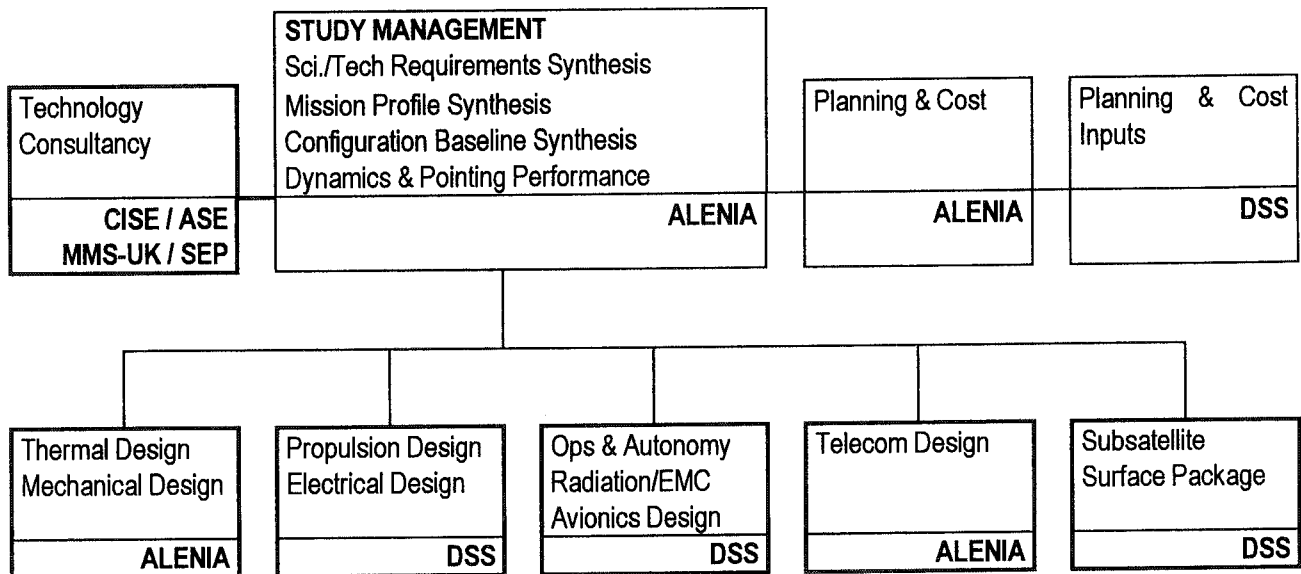 STUDY MANAGEMENT
Sci./Tech Requirements Synthesis
Mission Profile Synthesis
Configuration Baseline Synthesis
Dynamics & Pointing Performance
ALENIA
Technology
Consultancy
CISE / ASE
MMS-UK / SEP
Planning & Cost
ALENIA
Planning & Cost
Inputs
DSS
Thermal Design
Mechanical Design
ALENIA
Propulsion Design
Electrical Design
DSS
Ops & Autonomy
Radiation/EMC
Avionics Design
DSS
Telecom Design
ALENIA
Subsatellite
Surface Package
DSS